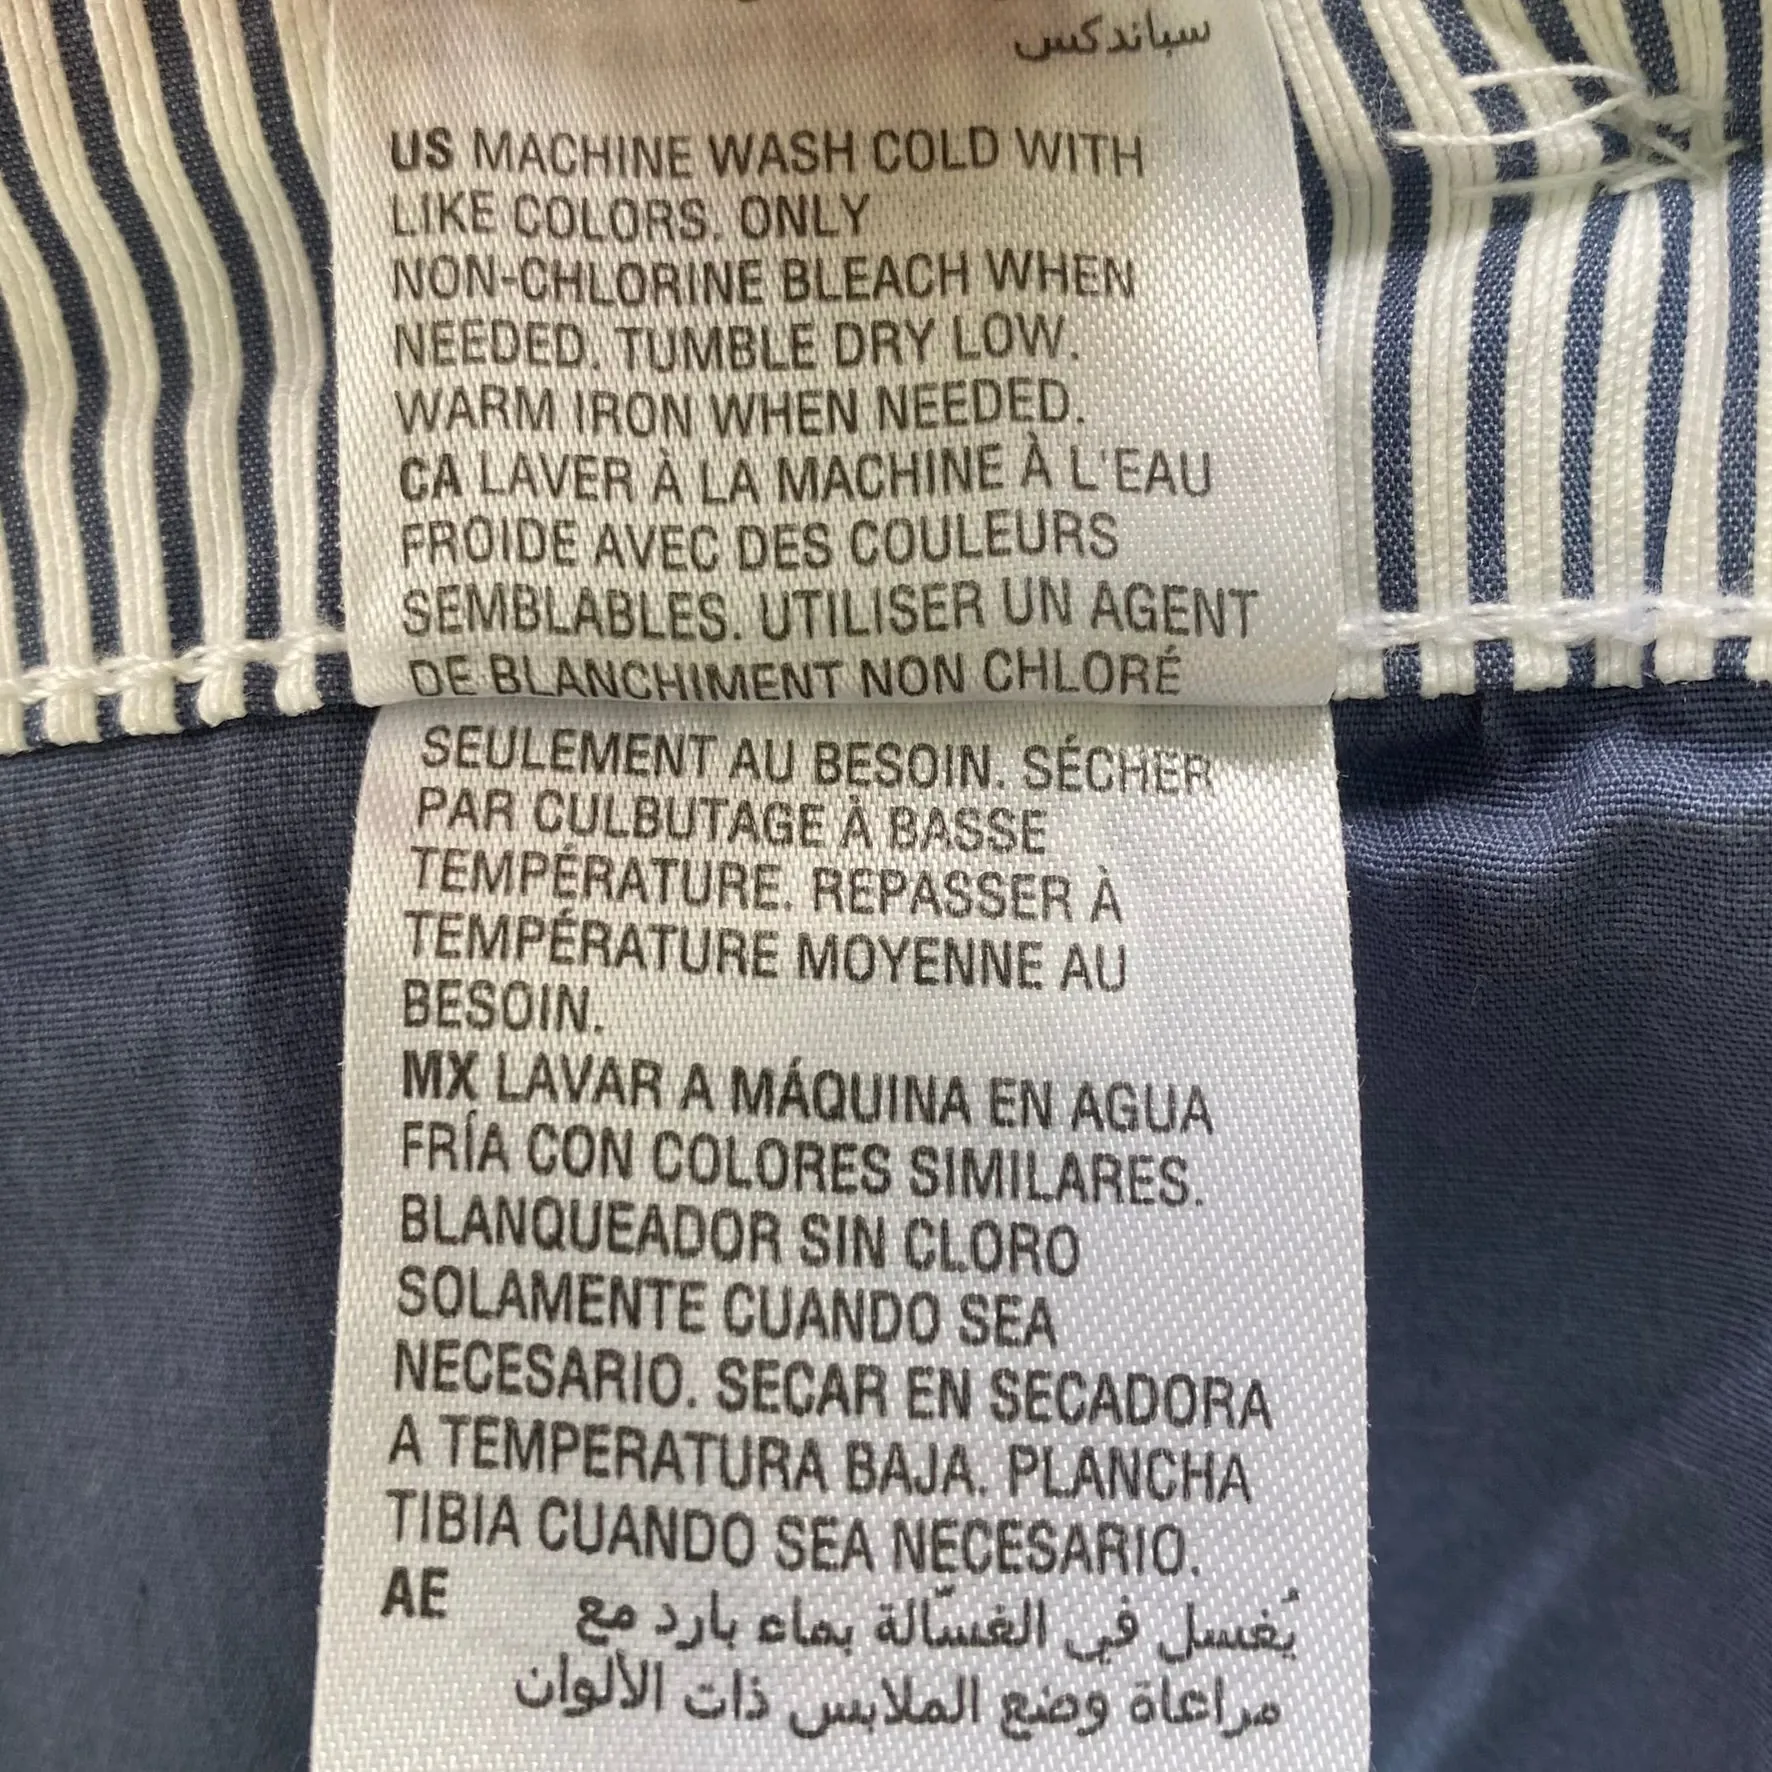 سباندكس
US MACHINE WASH COLD WITH
LIKE COLORS. ONLY
NON-CHLORINE BLEACH WHEN
NEEDED. TUMBLE DRY LOW.
WARM IRON WHEN NEEDED.
CA LAVER À LA MACHINE À L'EAU
FROIDE AVEC DES COULEURS
SEMBLABLES. UTILISER UN AGENT
DE BLANCHIMENT NON CHLORÉ
SEULEMENT AU BESOIN. SÉCHER
PAR CULBUTAGE À BASSE
TEMPÉRATURE. REPASSER À
TEMPÉRATURE MOYENNE AU
BESOIN.
MX LAVAR A MÁQUINA EN AGUA
FRÍA CON COLORES SIMILARES.
BLANQUEADOR SIN CLORO
SOLAMENTE CUANDO SEA
NECESARIO. SECAR EN SECADORA
A TEMPERATURA BAJA. PLANCHA
TIBIA CUANDO SEA NECESARIO.
AE يُغسل في الغسّالة بماء بارد مع
مراعاة وضع الملابس ذات الألوان